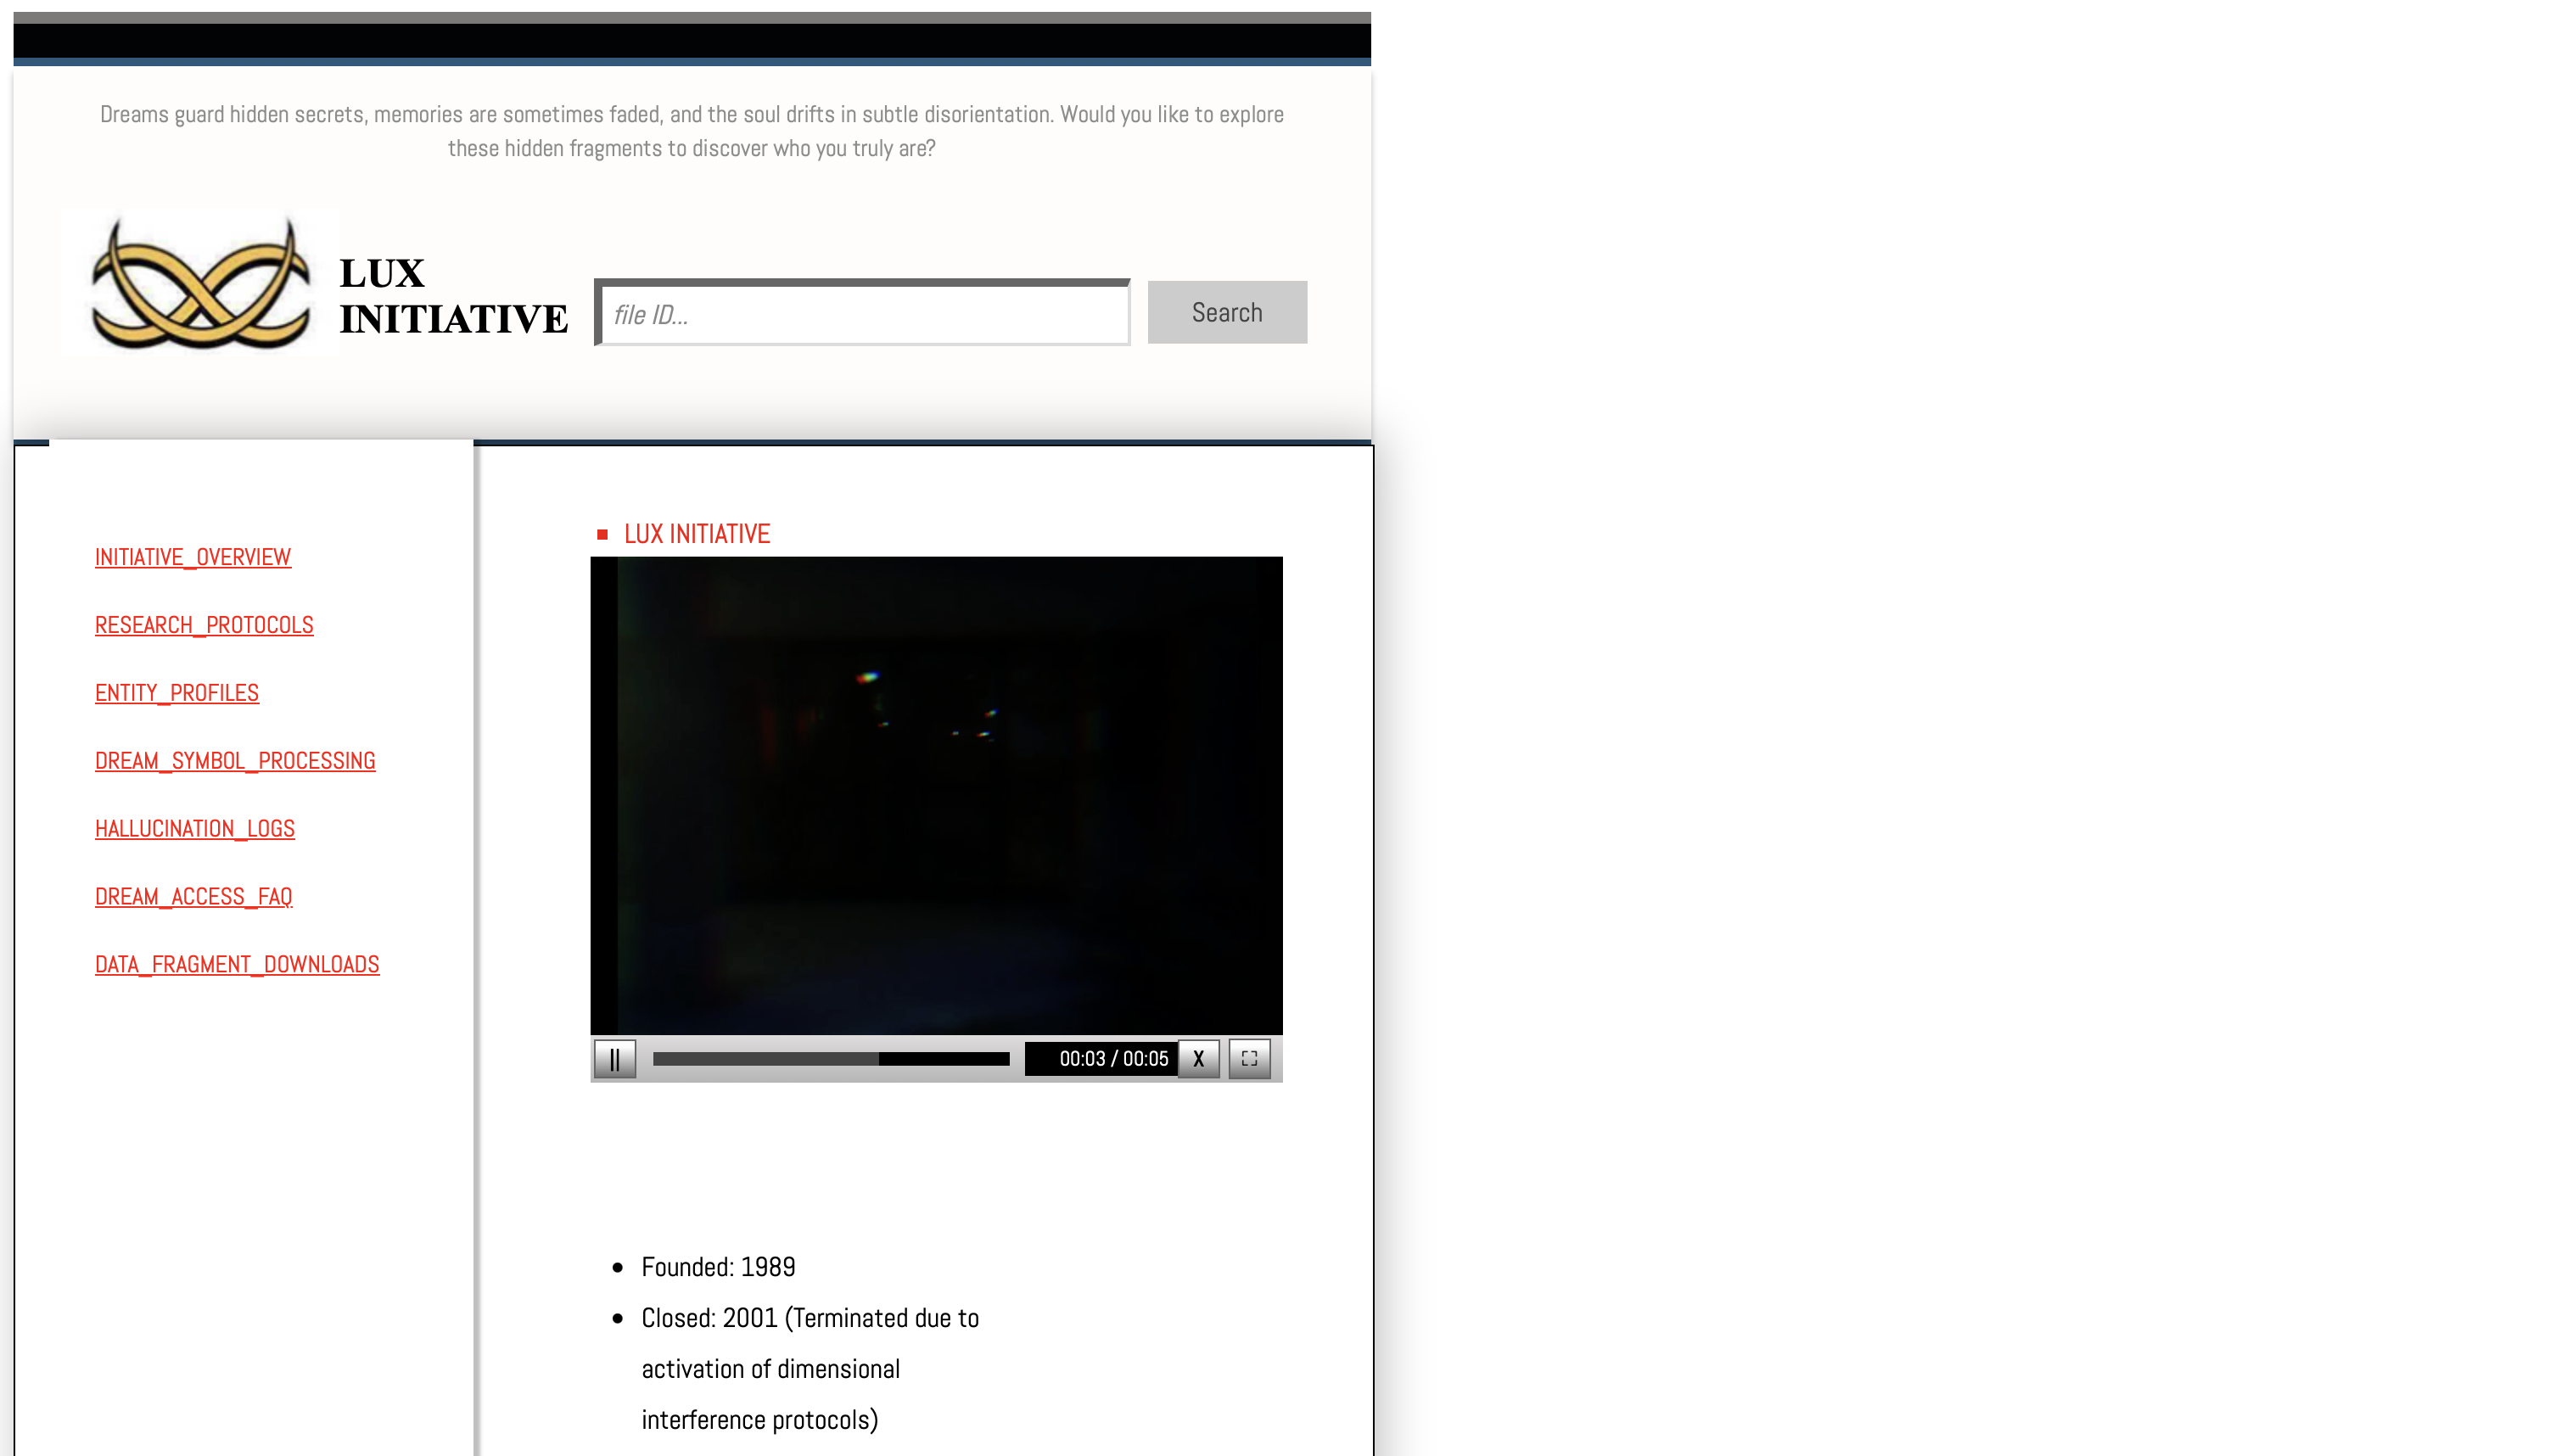 Dreams guard hidden secrets, memories are sometimes faded, and the soul drifts in subtle disorientation. Would you like to explore
these hidden fragments to discover who you truly are?
LUX
INITIATIVE
file ID...
Search
INITIATIVE_OVERVIEW
RESEARCH_PROTOCOLS
ENTITY_PROFILES
DREAM_SYMBOL_PROCESSING
HALLUCINATION_LOGS
DREAM_ACCESS_FAQ
DATA_FRAGMENT_DOWNLOADS
LUX INITIATIVE
00:03 / 00:05
X
Founded: 1989
Closed: 2001 (Terminated due to
activation of dimensional
interference protocols)